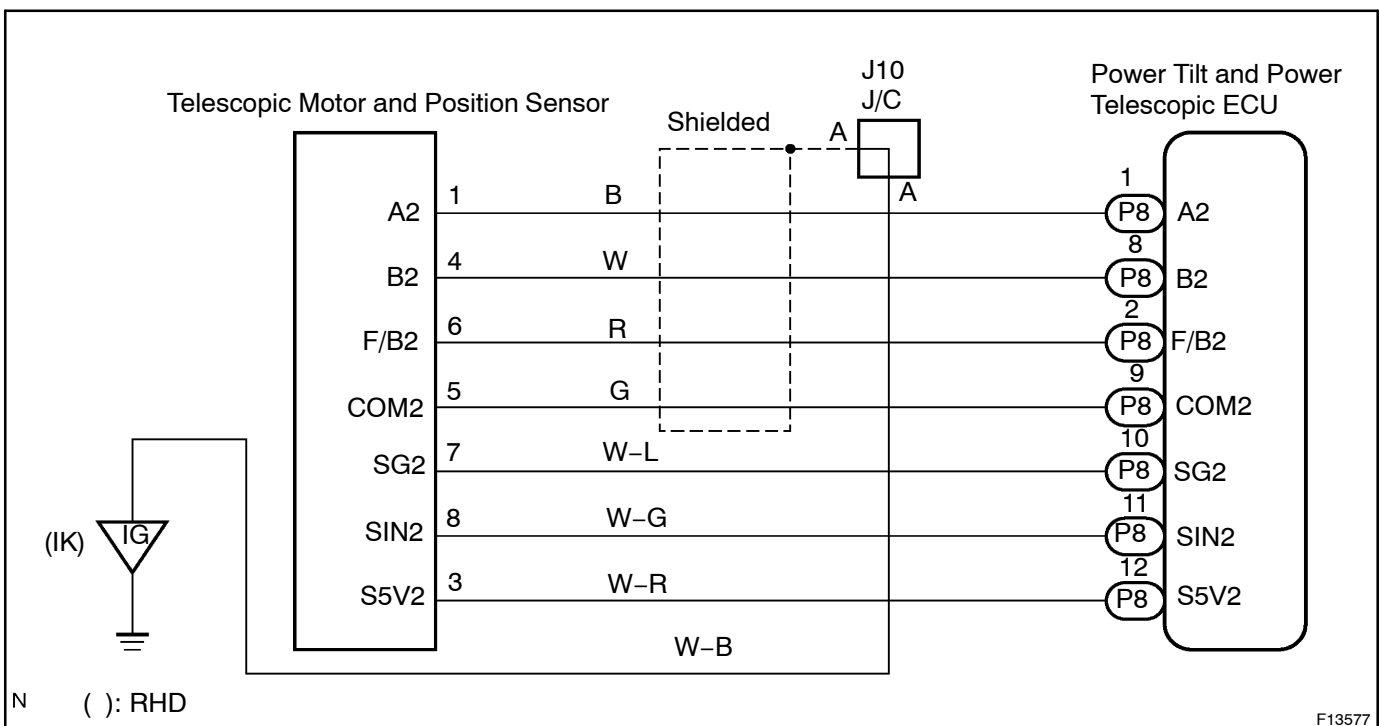 J10
J/C
Power Tilt and Power
Telescopic ECU
Telescopic Motor and Position Sensor
Shielded
A
A
A2
1
B
1
P8
A2
B2
4
W
8
P8
B2
F/B2
6
R
2
P8
F/B2
COM2
5
G
9
P8
COM2
SG2
7
W–L
10
P8
SG2
SIN2
8
W–G
11
P8
SIN2
S5V2
3
W–R
12
P8
S5V2
(IK)
IG
W–B
N
( ): RHD
F13577